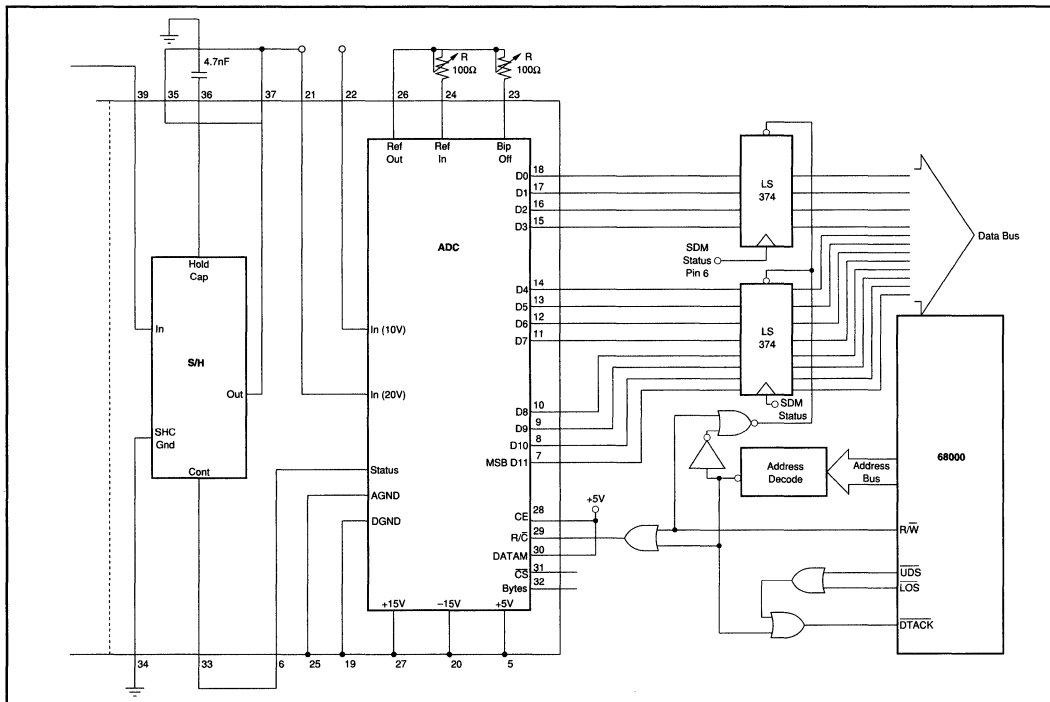 4.7nF
R
100Ω
R
100Ω
39
35
36
37
21
22
26
24
23
Ref
Out
Ref
In
Bip
Off
ADC
D0
18
D1
17
D2
16
D3
15
D4
14
D5
13
D6
12
D7
11
D8
10
D9
9
D10
8
MSB D11
7
LS
374
SDM
Status
Pin 6
LS
374
SDM
Status
Data Bus
Hold
Cap
In
S/H
Out
SHC
Gnd
Cont
In (10V)
In (20V)
Status
AGND
DGND
CE
28
R/C̅
29
DATAM
30
C̅S̅
31
Bytes
32
+5V
Address
Decode
Address
Bus
68000
R/W̅
U̅D̅S̅
L̅O̅S̅
D̅T̅A̅C̅K̅
+15V
–15V
+5V
34
33
6
25
19
27
20
5